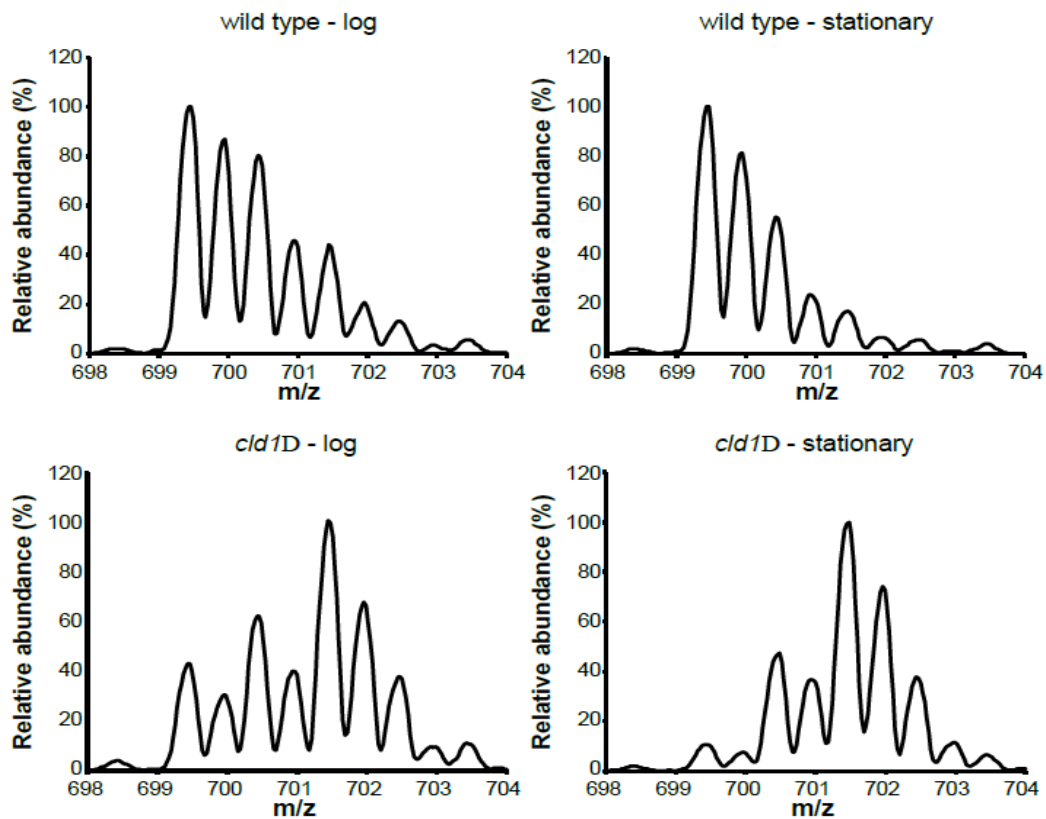 wild type - log
Relative abundance (%)
120
100
80
60
40
20
0
698 699 700 701 702 703 704
m/z
wild type - stationary
Relative abundance (%)
120
100
80
60
40
20
0
698 699 700 701 702 703 704
m/z
cld1D - log
Relative abundance (%)
120
100
80
60
40
20
0
698 699 700 701 702 703 704
m/z
cld1D - stationary
Relative abundance (%)
120
100
80
60
40
20
0
698 699 700 701 702 703 704
m/z